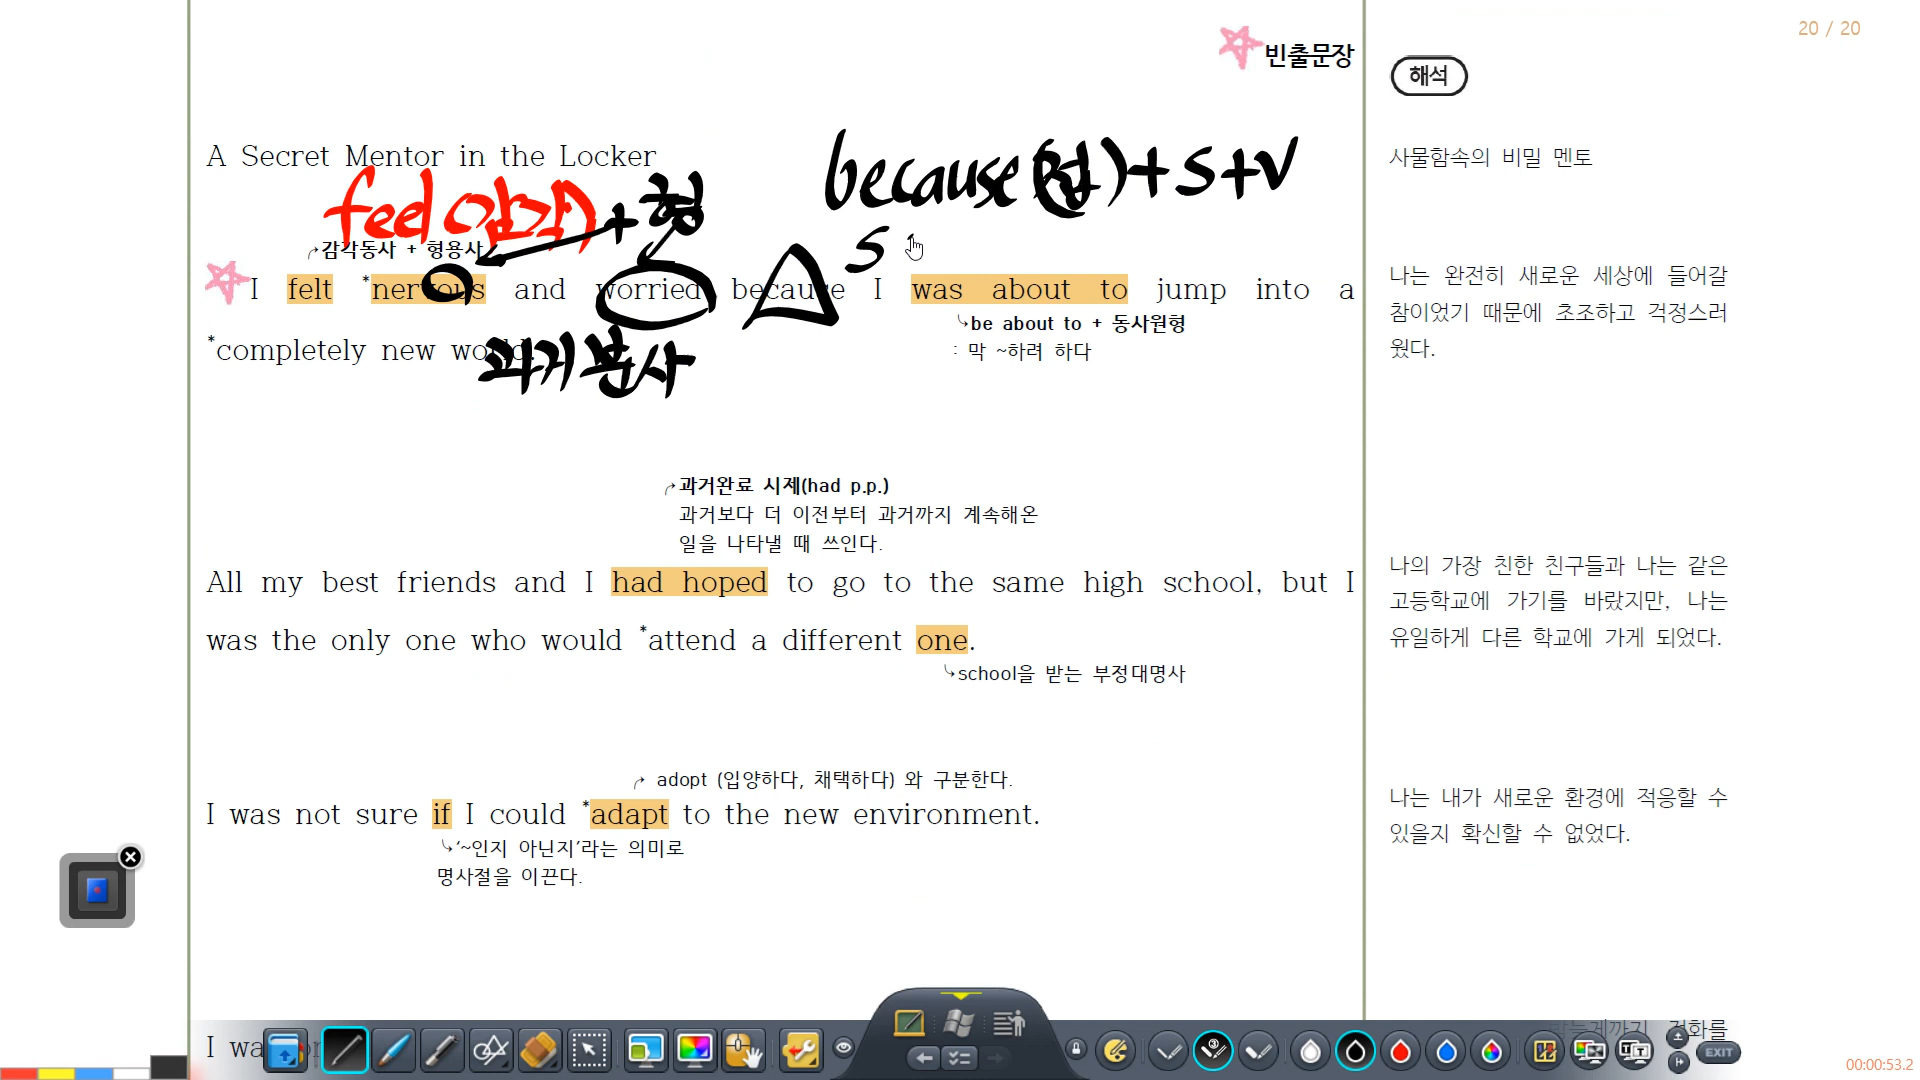 20 / 20
빈출문장
해석
A Secret Mentor in the Locker
사물함속의 비밀 멘토
because(접)+S+V
feel(감각)+형
S
감각동사 + 형용사
I felt *nervous and worried because I was about to jump into a
be about to + 동사원형
: 막 ~하려 하다
*completely new world.
과거분사
나는 완전히 새로운 세상에 들어갈
참이었기 때문에 초조하고 걱정스러
웠다.
과거완료 시제(had p.p.)
과거보다 더 이전부터 과거까지 계속해온
일을 나타낼 때 쓰인다.
All my best friends and I had hoped to go to the same high school, but I
was the only one who would *attend a different one.
school을 받는 부정대명사
나의 가장 친한 친구들과 나는 같은
고등학교에 가기를 바랐지만, 나는
유일하게 다른 학교에 가게 되었다.
adopt (입양하다, 채택하다) 와 구분한다.
I was not sure if I could *adapt to the new environment.
'~인지 아닌지'라는 의미로
명사절을 이끈다.
나는 내가 새로운 환경에 적응할 수
있을지 확신할 수 없었다.
I wa
전화를
EXIT
00:00:53.2